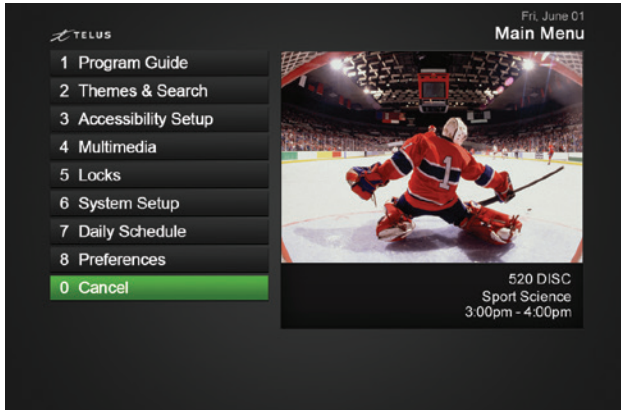 Fri, June 01
TELUS
Main Menu
1 Program Guide
2 Themes & Search
3 Accessibility Setup
4 Multimedia
5 Locks
6 System Setup
7 Daily Schedule
8 Preferences
0 Cancel
1
520 DISC
Sport Science
3:00pm - 4:00pm